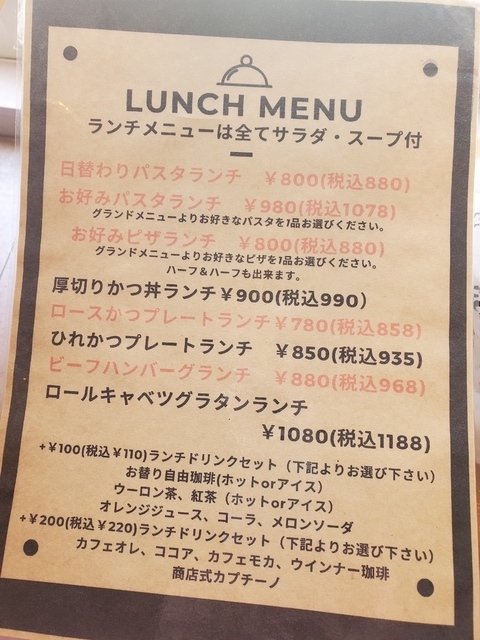 LUNCH MENU
ランチメニューは全てサラダ・スープ付
日替わりパスタランチ ￥800(税込880)
お好みパスタランチ ￥980(税込1078)
グランドメニューよりお好きなパスタを1品お選びください。
お好みピザランチ ￥800(税込880)
グランドメニューよりお好きなピザを1品お選びください。
ハーフ＆ハーフも出来ます。
厚切りかつ丼ランチ￥900(税込990）
ロースかつプレートランチ￥780(税込858)
ひれかつプレートランチ ￥850(税込935)
ビーフハンバーグランチ ￥880(税込968)
ロールキャベツグラタンランチ
￥1080(税込1188)
+￥100(税込￥110)ランチドリンクセット（下記よりお選び下さい）
お替り自由珈琲(ホットorアイス）
ウーロン茶、紅茶（ホットorアイス）
オレンジジュース、コーラ、メロンソーダ
+￥200(税込￥220)ランチドリンクセット（下記よりお選び下さい）
カフェオレ、ココア、カフェモカ、ウインナー珈琲
商店式カプチーノ